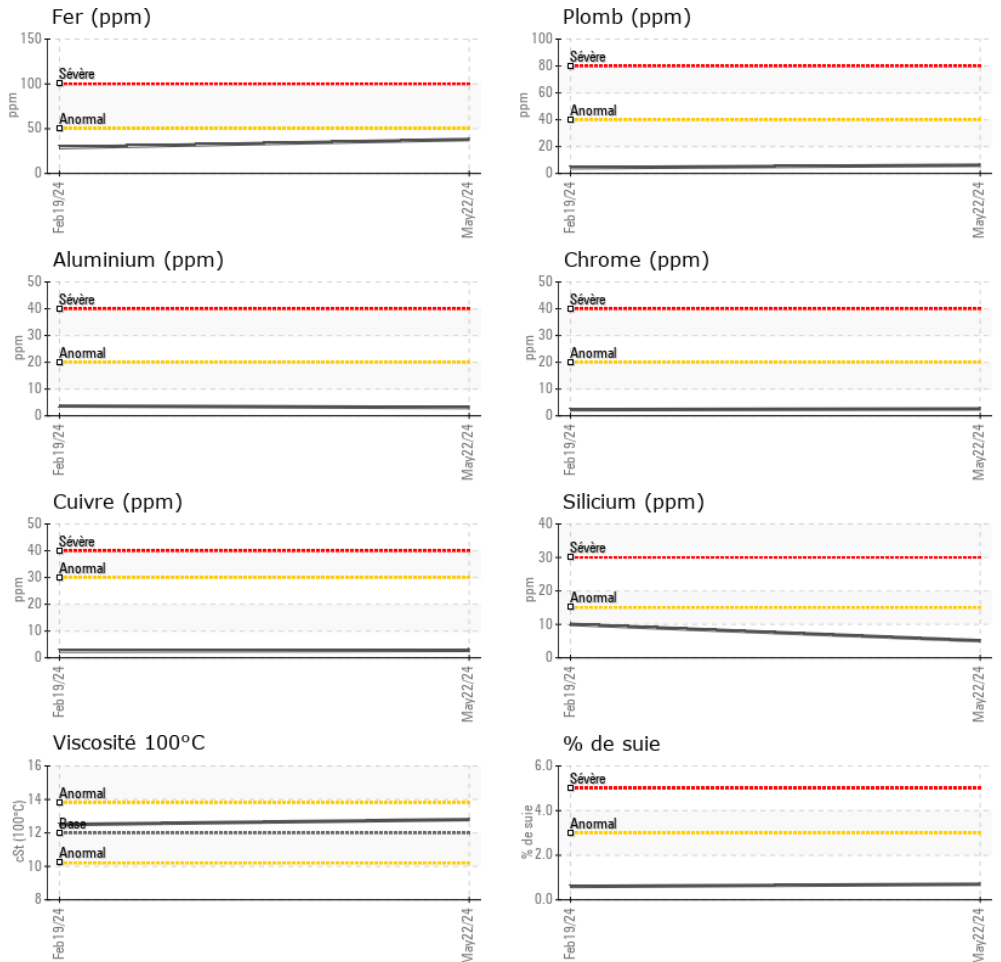 Fer (ppm)
150
100
50
0
ppm
Sévère
Anormal
Feb19/24
May22/24
Plomb (ppm)
100
80
60
40
20
0
ppm
Sévère
Anormal
Feb19/24
May22/24
Aluminium (ppm)
50
40
30
20
10
0
ppm
Sévère
Anormal
Feb19/24
May22/24
Chrome (ppm)
50
40
30
20
10
0
ppm
Sévère
Anormal
Feb19/24
May22/24
Cuivre (ppm)
50
40
30
20
10
0
ppm
Sévère
Anormal
Feb19/24
May22/24
Silicium (ppm)
40
30
20
10
0
ppm
Sévère
Anormal
Feb19/24
May22/24
Viscosité 100°C
16
14
12
10
8
cSt (100°C)
Anormal
Base
Anormal
Feb19/24
May22/24
% de suie
6.0
4.0
2.0
0.0
% de suie
Sévère
Anormal
Feb19/24
May22/24